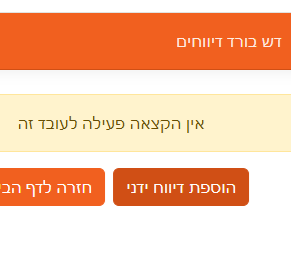 דש בורד דיווחים
אין הקצאה פעילה לעובד זה
הוספת דיווח ידני
חזרה לדף